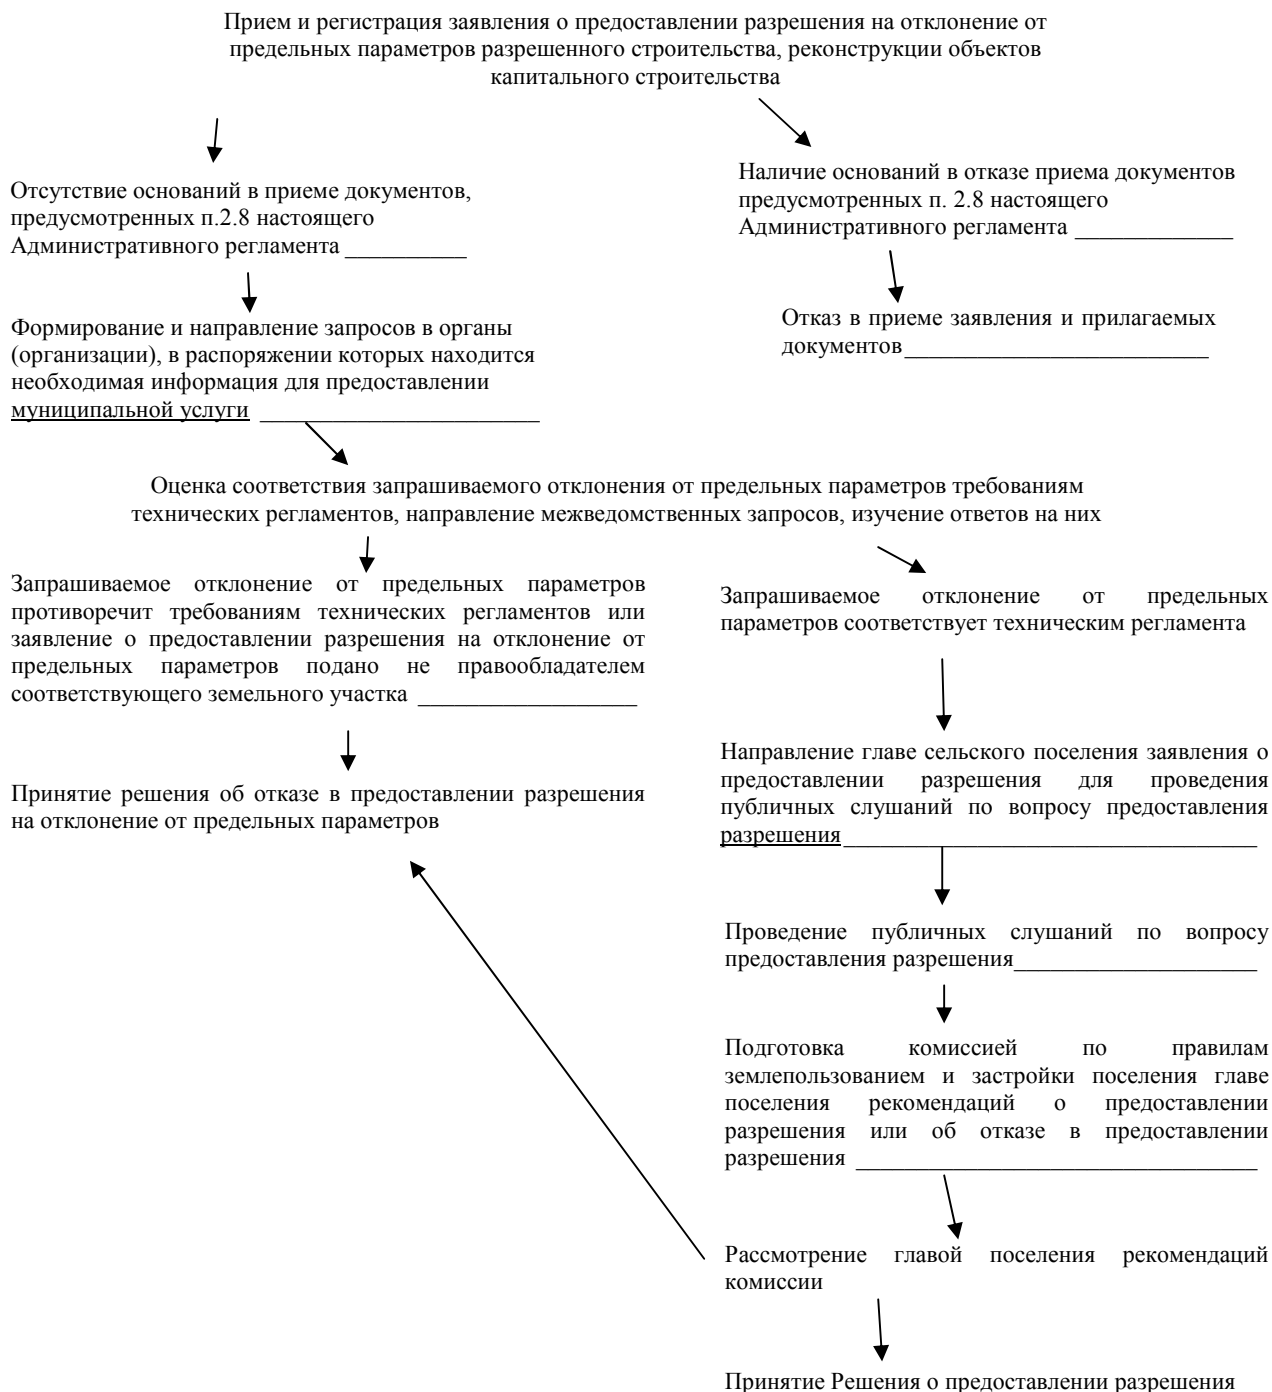 Прием и регистрация заявления о предоставлении разрешения на отклонение от
предельных параметров разрешенного строительства, реконструкции объектов
капитального строительства
Отсутствие оснований в приеме документов,
предусмотренных п.2.8 настоящего
Административного регламента __________
Наличие оснований в отказе приема документов
предусмотренных п. 2.8 настоящего
Административного регламента _____________
Формирование и направление запросов в органы
(организации), в распоряжении которых находится
необходимая информация для предоставлении
муниципальной услуги _______________________
Отказ в приеме заявления и прилагаемых
документов_________________________
Оценка соответствия запрашиваемого отклонения от предельных параметров требованиям
технических регламентов, направление межведомственных запросов, изучение ответов на них
Запрашиваемое отклонение от предельных параметров
противоречит требованиям технических регламентов или
заявление о предоставлении разрешения на отклонение от
предельных параметров подано не правообладателем
соответствующего земельного участка __________________
Принятие решения об отказе в предоставлении разрешения
на отклонение от предельных параметров
Запрашиваемое отклонение от предельных
параметров соответствует техническим регламента
Направление главе сельского поселения заявления о
предоставлении разрешения для проведения
публичных слушаний по вопросу предоставления
разрешения__________________________________
Проведение публичных слушаний по вопросу
предоставления разрешения____________________
Подготовка комиссией по правилам
землепользованием и застройки поселения главе
поселения рекомендаций о предоставлении
разрешения или об отказе в предоставлении
разрешения _________________________________
Рассмотрение главой поселения рекомендаций
комиссии
Принятие Решения о предоставлении разрешения